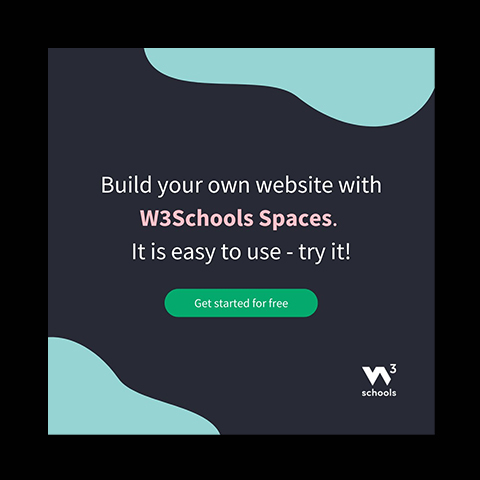 Build your own website with
W3Schools Spaces.
It is easy to use - try it!
Get started for free
W3
schools